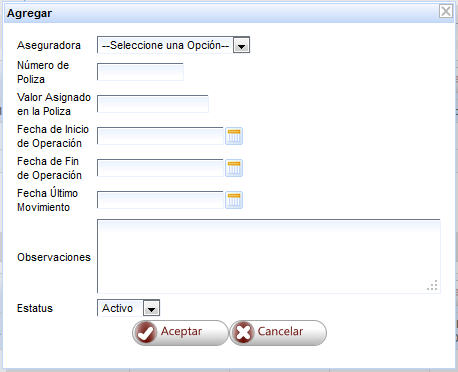 Agregar
Aseguradora
--Seleccione una Opción--
Número de
Poliza
Valor Asignado
en la Poliza
Fecha de Inicio
de Operación
Fecha de Fin
de Operación
Fecha Último
Movimiento
Observaciones
Estatus
Activo
Aceptar
Cancelar